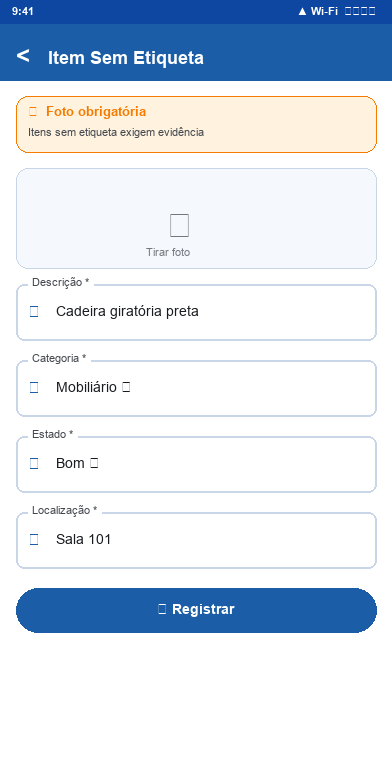 9:41
▲ Wi-Fi
< Item Sem Etiqueta
Foto obrigatória
Itens sem etiqueta exigem evidência
Tirar foto
Descrição *
Cadeira giratória preta
Categoria *
Mobiliário
Estado *
Bom
Localização *
Sala 101
Registrar